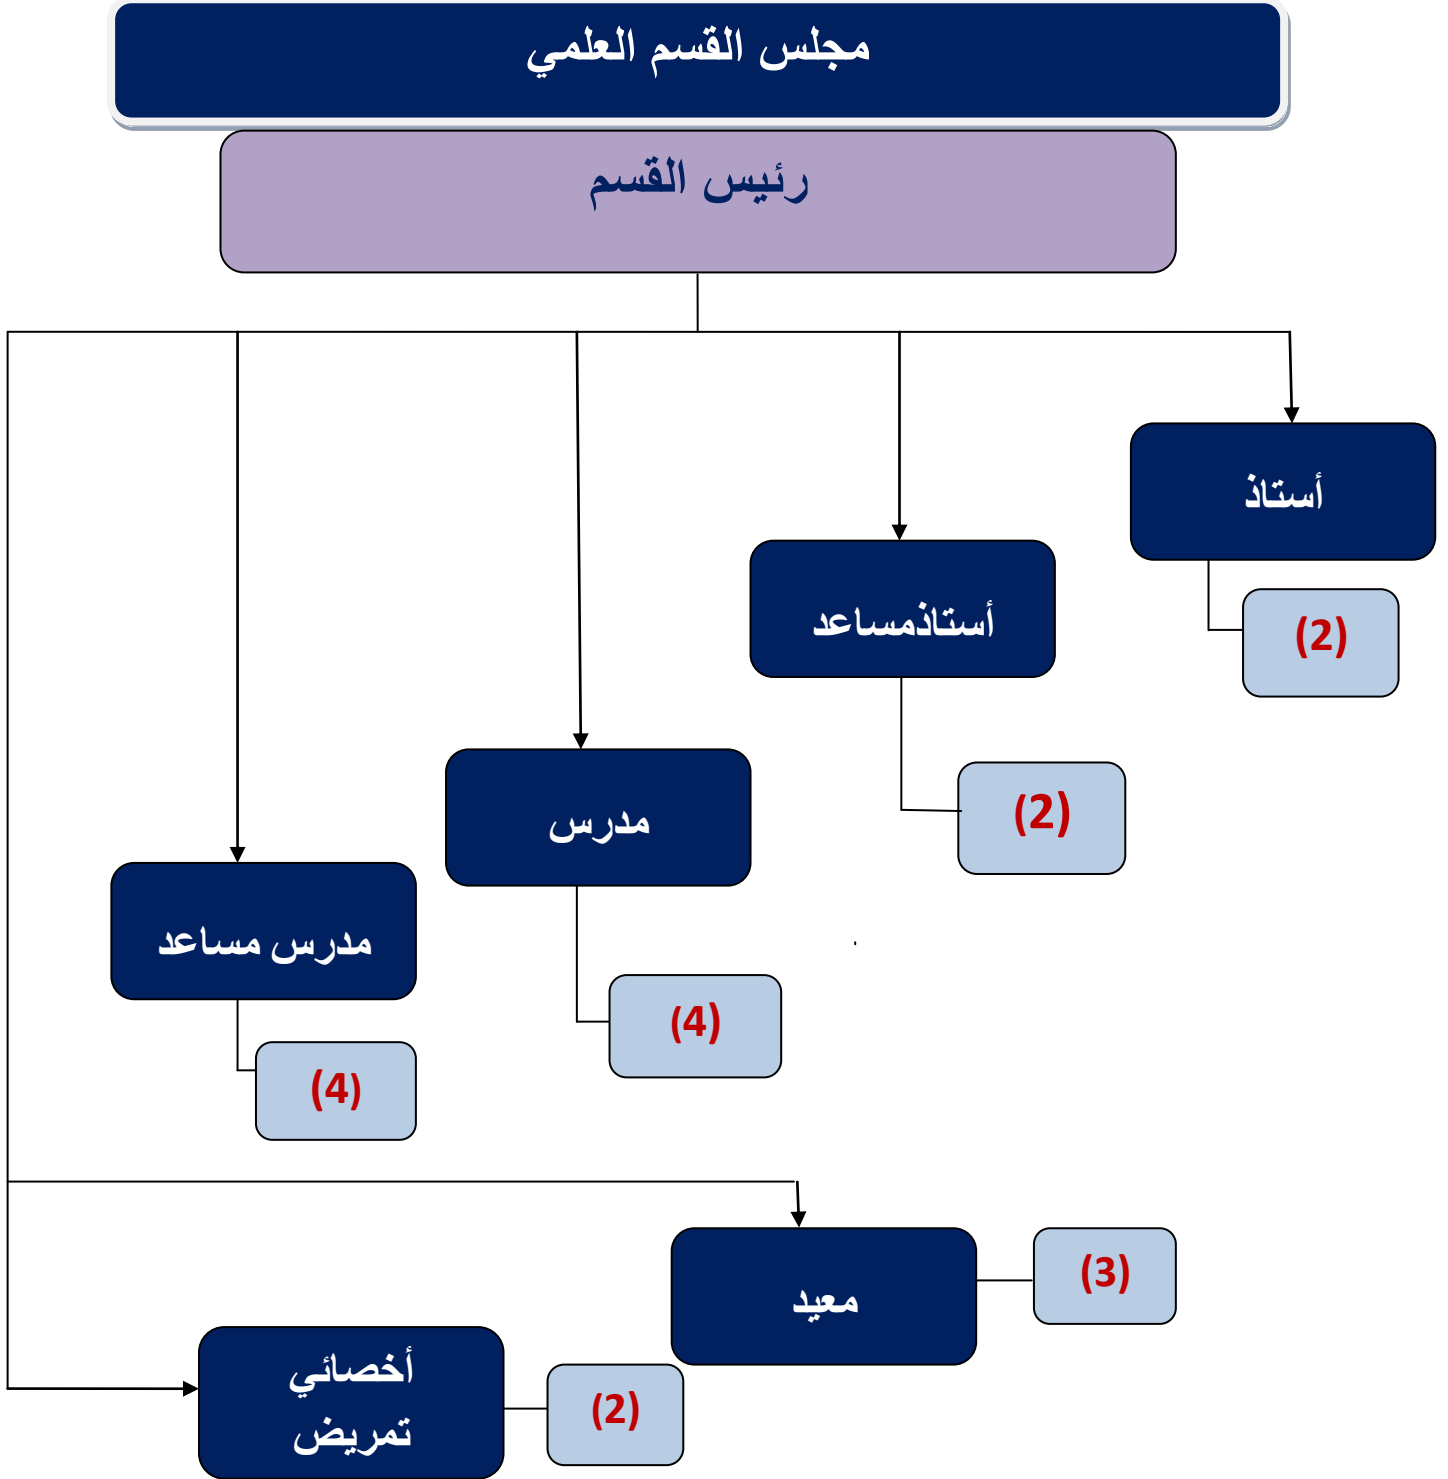 مجلس القسم العلمي
رئيس القسم
أستاذ
(2)
أستاذمساعد
(2)
مدرس
(4)
مدرس مساعد
(4)
معيد
(3)
أخصائي
تمريض
(2)